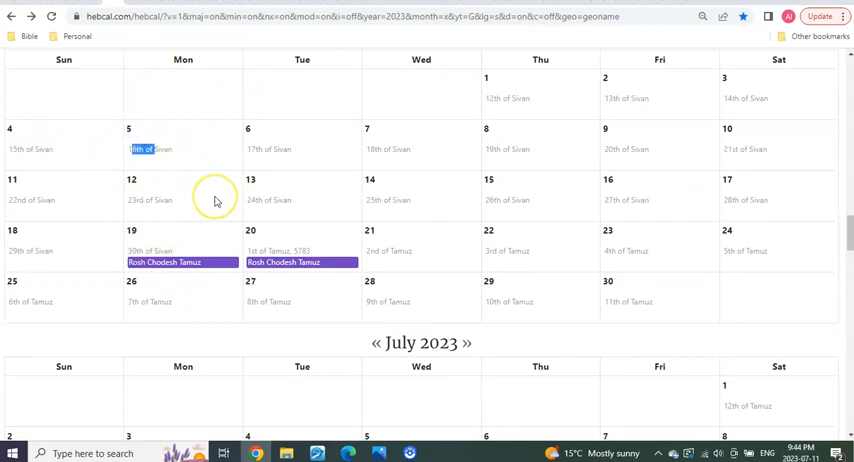 hebcal.com/hebcal/?v=1&maj=on&min=on&nx=on&mod=on&i=off&year=2023&month=x&yt=G&lg=s&d=on&c=off&geo=geoname
AI
Update
Bible
Personal
Other bookmarks
Sun Mon Tue Wed Thu Fri Sat
1 2 3
12th of Sivan 13th of Sivan 14th of Sivan
4 5 6 7 8 9 10
15th of Sivan 16th of Sivan 17th of Sivan 18th of Sivan 19th of Sivan 20th of Sivan 21st of Sivan
11 12 13 14 15 16 17
22nd of Sivan 23rd of Sivan 24th of Sivan 25th of Sivan 26th of Sivan 27th of Sivan 28th of Sivan
18 19 20 21 22 23 24
29th of Sivan 30th of Sivan 1st of Tamuz, 5783 2nd of Tamuz 3rd of Tamuz 4th of Tamuz 5th of Tamuz
Rosh Chodesh Tamuz Rosh Chodesh Tamuz
25 26 27 28 29 30
6th of Tamuz 7th of Tamuz 8th of Tamuz 9th of Tamuz 10th of Tamuz 11th of Tamuz
« July 2023 »
Sun Mon Tue Wed Thu Fri Sat
1
12th of Tamuz
2 3 4 5 6 7 8
Type here to search
15°C Mostly sunny
ENG
9:44 PM
2023-07-11
2